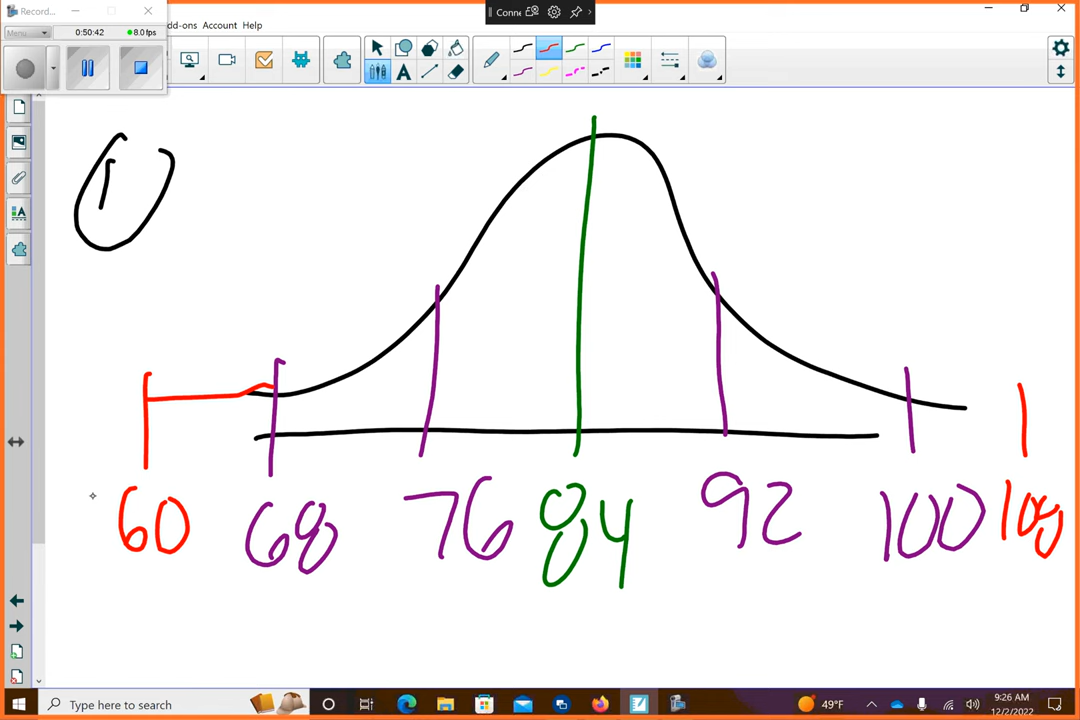 Record...
Menu
0:50:42
8.0 fps
Conne
dd-ons Account Help
1
60 68 76 84 92 100 108
Type here to search
49°F
9:26 AM
12/2/2022